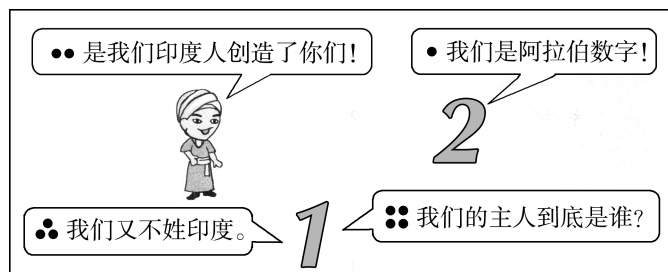 ●● 是我们印度人创造了你们!
● 我们是阿拉伯数字!
2
∴ 我们又不姓印度。
1
∷ 我们的主人到底是谁?